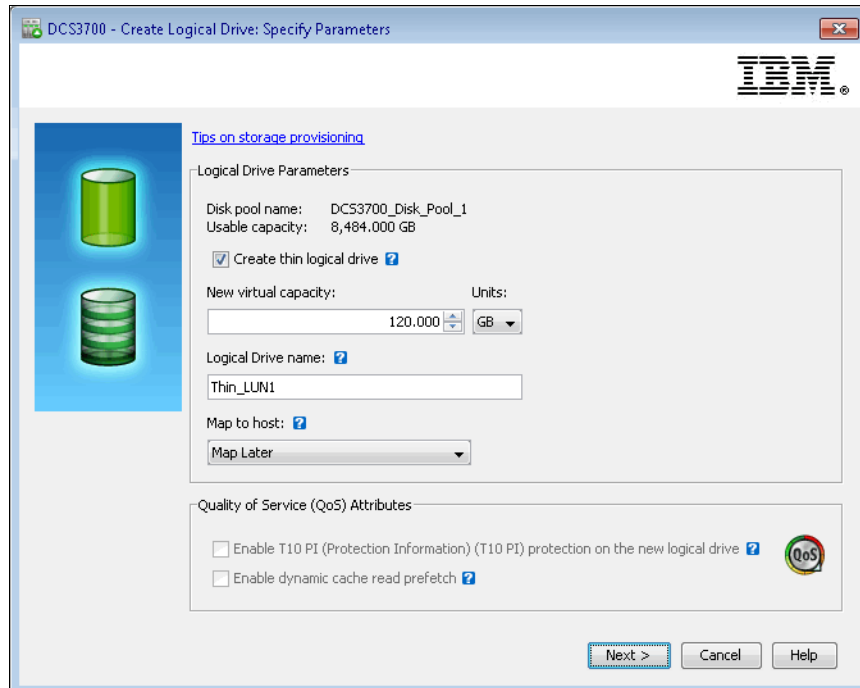 DCS3700 - Create Logical Drive: Specify Parameters
IBM®
Tips on storage provisioning
Logical Drive Parameters
Disk pool name: DCS3700_Disk_Pool_1
Usable capacity: 8,484.000 GB
Create thin logical drive ?
New virtual capacity: Units:
120.000 GB
Logical Drive name: ?
Thin_LUN1
Map to host: ?
Map Later
Quality of Service (QoS) Attributes
Enable T10 PI (Protection Information) (T10 PI) protection on the new logical drive ?
QoS
Enable dynamic cache read prefetch ?
Next > Cancel Help